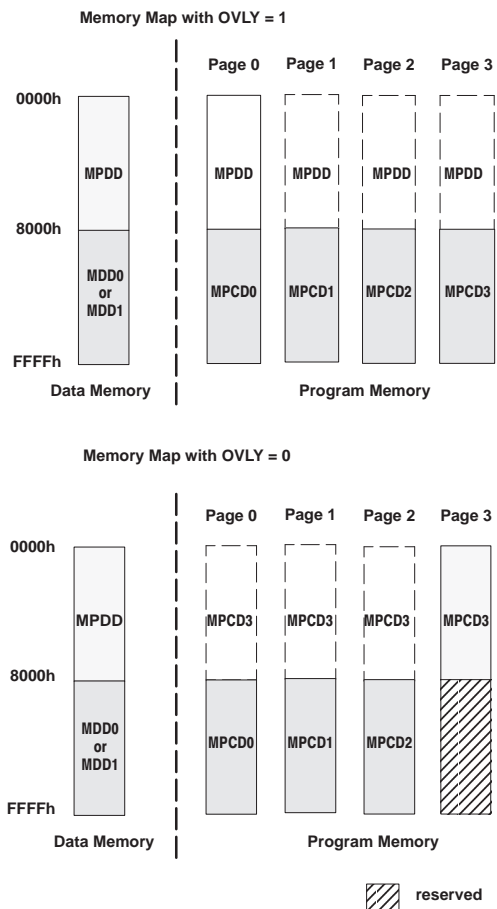 Memory Map with OVLY = 1
Page 0 Page 1 Page 2 Page 3
0000h
MPDD MPDD MPDD MPDD MPDD
8000h
MDD0
or
MDD1
MPCD0 MPCD1 MPCD2 MPCD3
FFFFh
Data Memory Program Memory
Memory Map with OVLY = 0
Page 0 Page 1 Page 2 Page 3
0000h
MPDD MPCD3 MPCD3 MPCD3 MPCD3
8000h
MDD0
or
MDD1
MPCD0 MPCD1 MPCD2
FFFFh
Data Memory Program Memory
reserved